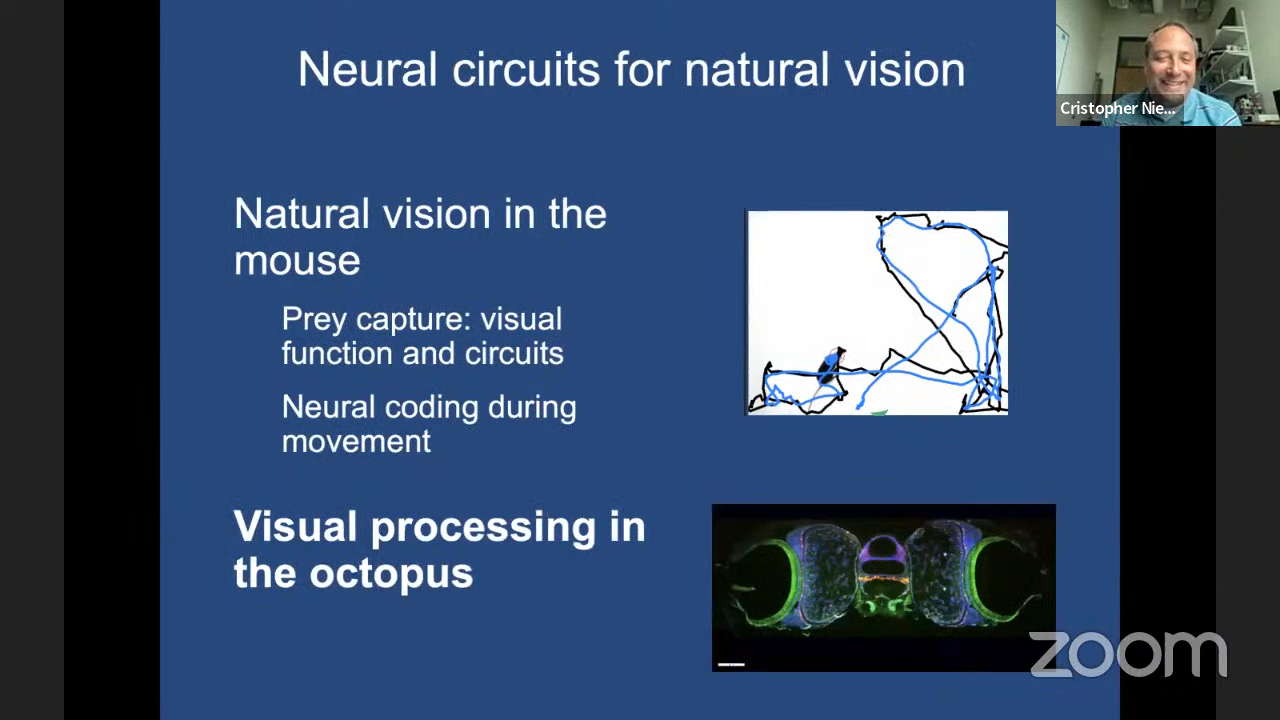 Neural circuits for natural vision
Cristopher Nie...
Natural vision in the
mouse
Prey capture: visual
function and circuits
Neural coding during
movement
Visual processing in
the octopus
zoom